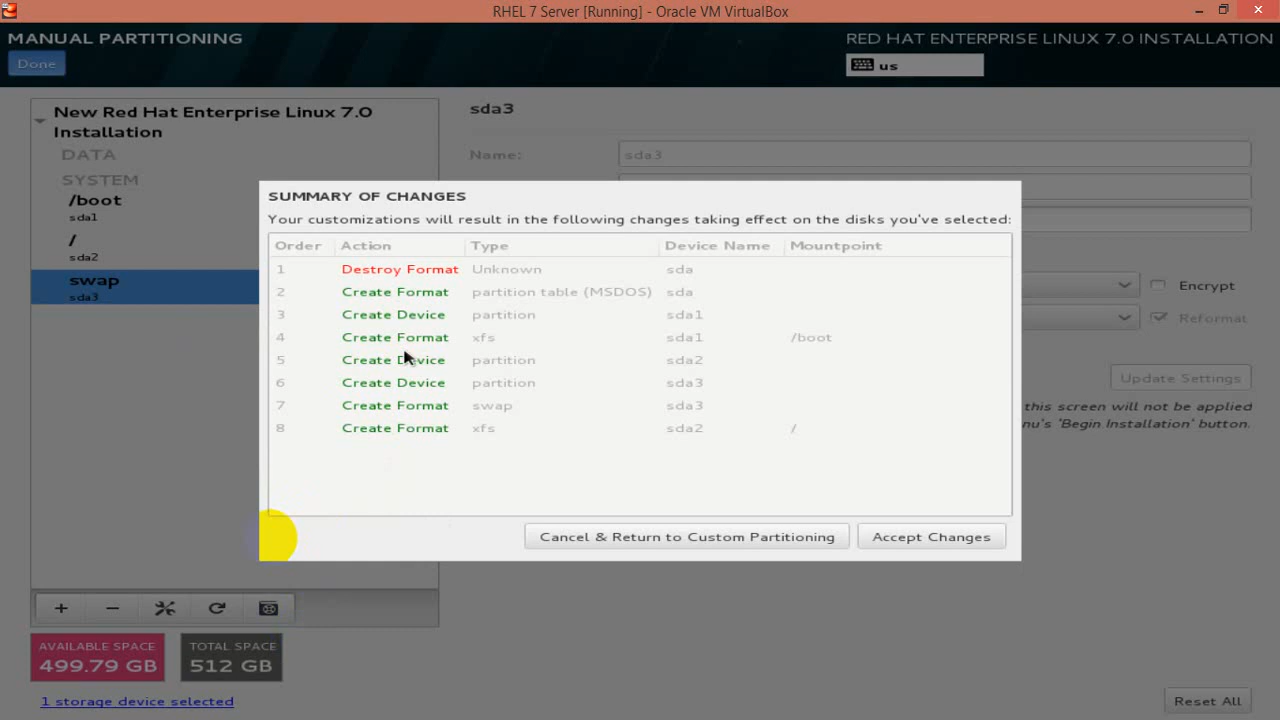 RHEL 7 Server [Running] - Oracle VM VirtualBox
MANUAL PARTITIONING
RED HAT ENTERPRISE LINUX 7.0 INSTALLATION
Done
us
New Red Hat Enterprise Linux 7.0
Installation
DATA
SYSTEM
/boot
sda1
/
sda2
swap
sda3
sda3
Name: sda3
SUMMARY OF CHANGES
Your customizations will result in the following changes taking effect on the disks you've selected:
Order Action Type Device Name Mountpoint
1 Destroy Format Unknown sda
2 Create Format partition table (MSDOS) sda
3 Create Device partition sda1
4 Create Format xfs sda1 /boot
5 Create Device partition sda2
6 Create Device partition sda3
7 Create Format swap sda3
8 Create Format xfs sda2 /
Cancel & Return to Custom Partitioning Accept Changes
Encrypt
Reformat
Update Settings
this screen will not be applied
nu's 'Begin Installation' button.
AVAILABLE SPACE
499.79 GB
TOTAL SPACE
512 GB
1 storage device selected
Reset All